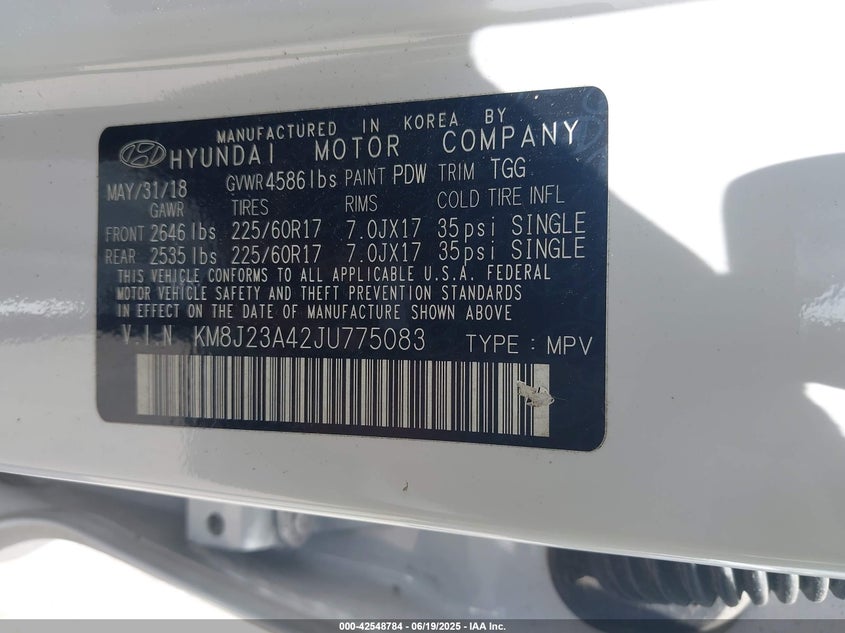 MANUFACTURED IN KOREA BY
HYUNDAI MOTOR COMPANY
MAY/31/18 GVWR 4586 lbs PAINT PDW TRIM TGG
GAWR TIRES RIMS COLD TIRE INFL
FRONT 2646 lbs 225/60R17 7.0JX17 35psi SINGLE
REAR 2535 lbs 225/60R17 7.0JX17 35psi SINGLE
THIS VEHICLE CONFORMS TO ALL APPLICABLE U.S.A. FEDERAL
MOTOR VEHICLE SAFETY AND THEFT PREVENTION STANDARDS
IN EFFECT ON THE DATE OF MANUFACTURE SHOWN ABOVE
V.I.N KM8J23A42JU775083 TYPE : MPV
000-42548784 - 06/19/2025 - IAA Inc.